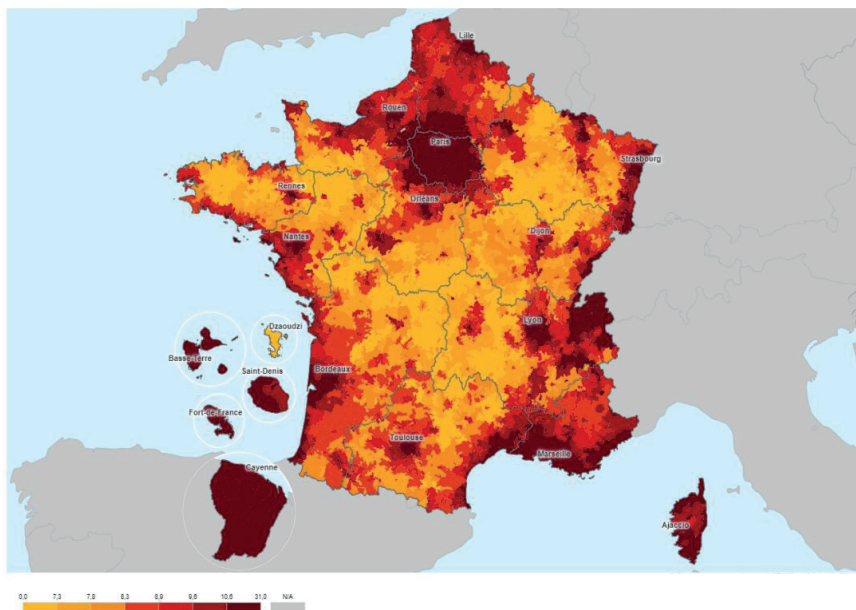 Lille
Rouen
Paris
Strasbourg
Rennes
Orléans
Nantes
Dijon
Lyon
Dzaoudzi
Basse-Terre
Saint-Denis
Bordeaux
Fort-de-France
Toulouse
Marseille
Cayenne
Ajaccio
0,0 7,3 7,8 8,3 8,9 9,6 10,6 31,0 N/A